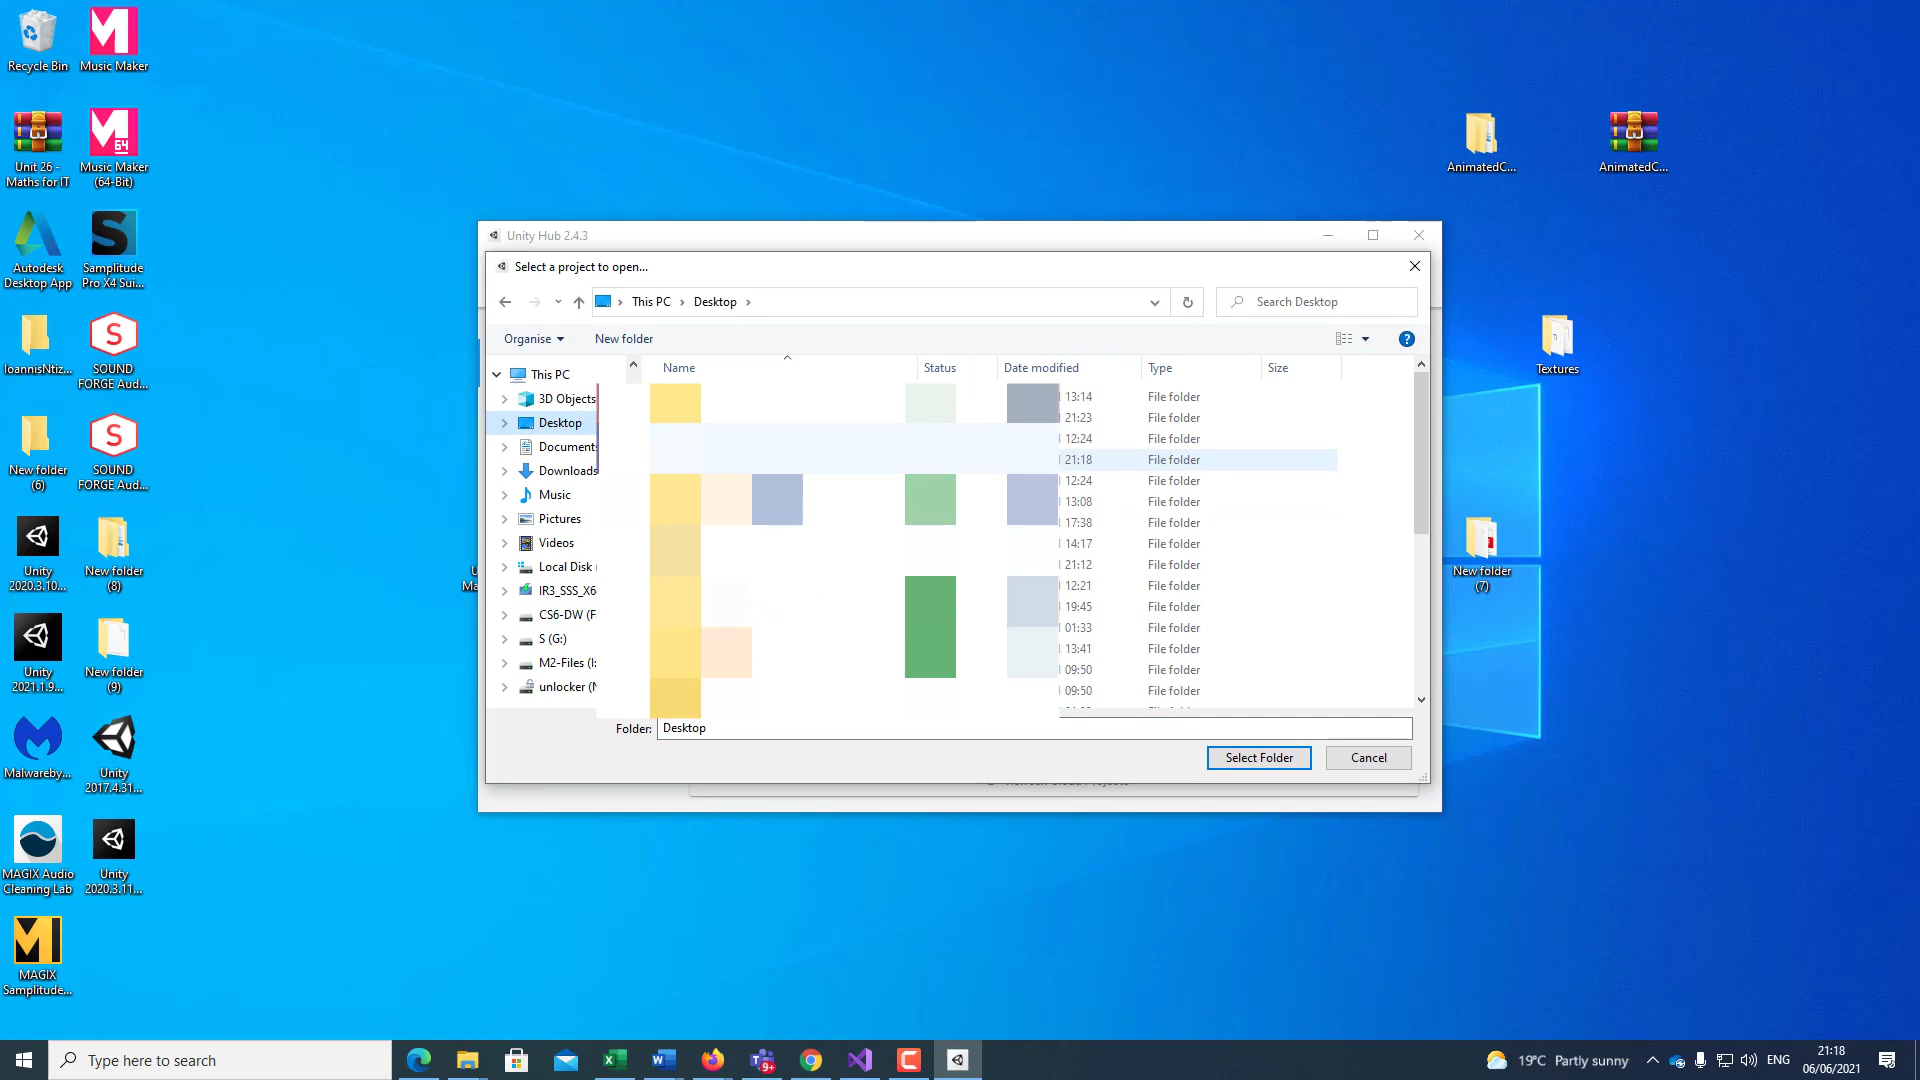 Recycle Bin
Music Maker
Unit 26 -
Maths for IT
Music Maker
(64-Bit)
Autodesk
Desktop App
Samplitude
Pro X4 Sui...
IoannisNtiz...
SOUND
FORGE Aud...
New folder
(6)
SOUND
FORGE Aud...
Unity
2020.3.10...
New folder
(8)
Unity
2021.1.9...
New folder
(9)
Malwareby...
Unity
2017.4.31...
MAGIX Audio
Cleaning Lab
Unity
2020.3.11...
MAGIX
Samplitude...
AnimatedC...
AnimatedC...
Textures
New folder
(7)
Unity Hub 2.4.3
Select a project to open...
This PC
Desktop
Search Desktop
Organise
New folder
Name
Status
Date modified
Type
Size
This PC
3D Objects
Desktop
Document
Downloads
Music
Pictures
Videos
Local Disk (
IR3_SSS_X6
CS6-DW (F
S (G:)
M2-Files (I:
unlocker (N
13:14 File folder
21:23 File folder
12:24 File folder
21:18 File folder
12:24 File folder
13:08 File folder
17:38 File folder
14:17 File folder
21:12 File folder
12:21 File folder
19:45 File folder
01:33 File folder
13:41 File folder
09:50 File folder
09:50 File folder
Folder:
Desktop
Select Folder
Cancel
Type here to search
9+
19°C Partly sunny
ENG
21:18
06/06/2021